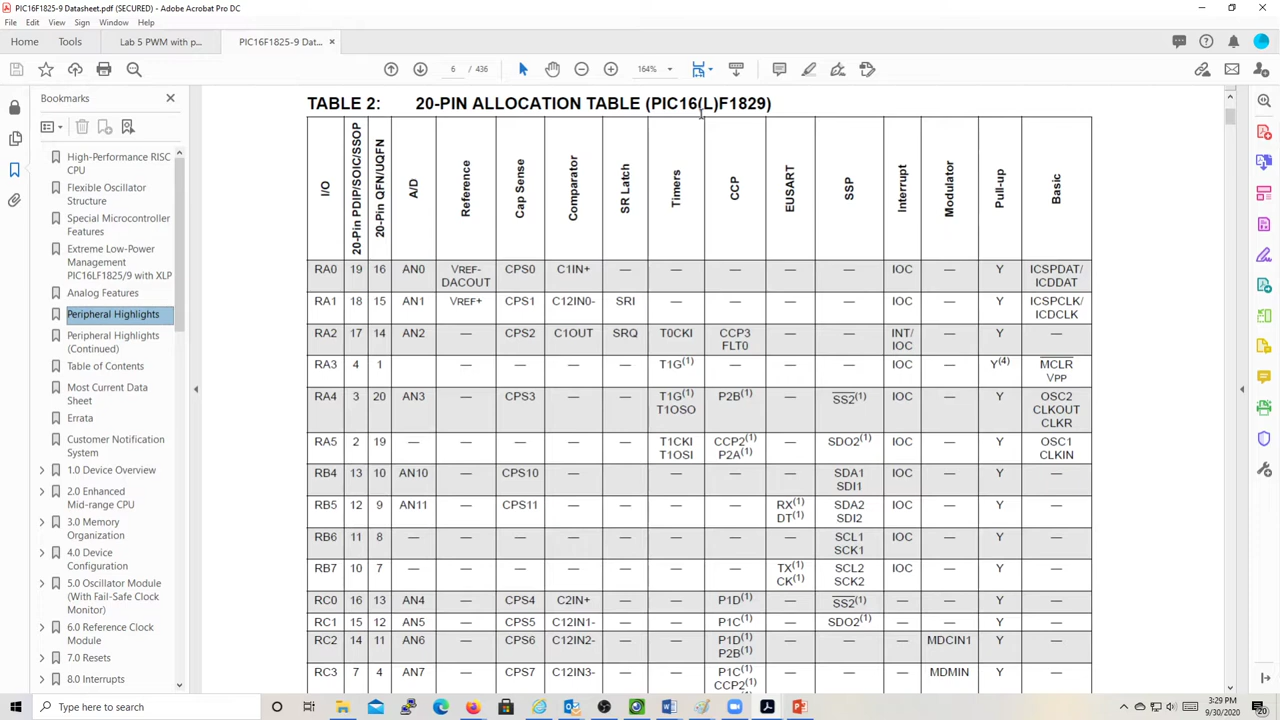 PIC16F1825-9 Datasheet.pdf (SECURED) - Adobe Acrobat Pro DC
File Edit View Sign Window Help
Home Tools Lab 5 PWM with p... PIC16F1825-9 Dat... ×
6 / 436 164%
Bookmarks
High-Performance RISC
CPU
Flexible Oscillator
Structure
Special Microcontroller
Features
Extreme Low-Power
Management
PIC16LF1825/9 with XLP
Analog Features
Peripheral Highlights
Peripheral Highlights
(Continued)
Table of Contents
Most Current Data
Sheet
Errata
Customer Notification
System
1.0 Device Overview
2.0 Enhanced
Mid-range CPU
3.0 Memory
Organization
4.0 Device
Configuration
5.0 Oscillator Module
(With Fail-Safe Clock
Monitor)
6.0 Reference Clock
Module
7.0 Resets
8.0 Interrupts
TABLE 2: 20-PIN ALLOCATION TABLE (PIC16(L)F1829)
I/O 20-Pin PDIP/SOIC/SSOP 20-Pin QFN/UQFN A/D Reference Cap Sense Comparator SR Latch Timers CCP EUSART SSP Interrupt Modulator Pull-up Basic
RA0 19 16 AN0 VREF- CPS0 C1IN+ — — — — — IOC — Y ICSPDAT/
DACOUT ICDDAT
RA1 18 15 AN1 VREF+ CPS1 C12IN0- SRI — — — — IOC — Y ICSPCLK/
ICDCLK
RA2 17 14 AN2 — CPS2 C1OUT SRQ T0CKI CCP3 — — INT/ — Y —
FLT0 IOC
RA3 4 1 — — — — — T1G(1) — — — IOC — Y(4) MCLR
VPP
RA4 3 20 AN3 — CPS3 — — T1G(1) P2B(1) — SS2(1) IOC — Y OSC2
T1OSO CLKOUT
CLKR
RA5 2 19 — — — — — T1CKI CCP2(1) — SDO2(1) IOC — Y OSC1
T1OSI P2A(1) CLKIN
RB4 13 10 AN10 — CPS10 — — — — — SDA1 IOC — Y —
SDI1
RB5 12 9 AN11 — CPS11 — — — — RX(1) SDA2 IOC — Y —
DT(1) SDI2
RB6 11 8 — — — — — — — — SCL1 IOC — Y —
SCK1
RB7 10 7 — — — — — — — TX(1) SCL2 IOC — Y —
CK(1) SCK2
RC0 16 13 AN4 — CPS4 C2IN+ — — P1D(1) — SS2(1) — — Y —
RC1 15 12 AN5 — CPS5 C12IN1- — — P1C(1) — SDO2(1) — — Y —
RC2 14 11 AN6 — CPS6 C12IN2- — — P1D(1) — — — MDCIN1 Y —
P2B(1)
RC3 7 4 AN7 — CPS7 C12IN3- — — P1C(1) — — — MDMIN Y —
CCP2(1)
Type here to search
3:29 PM
9/30/2020
20